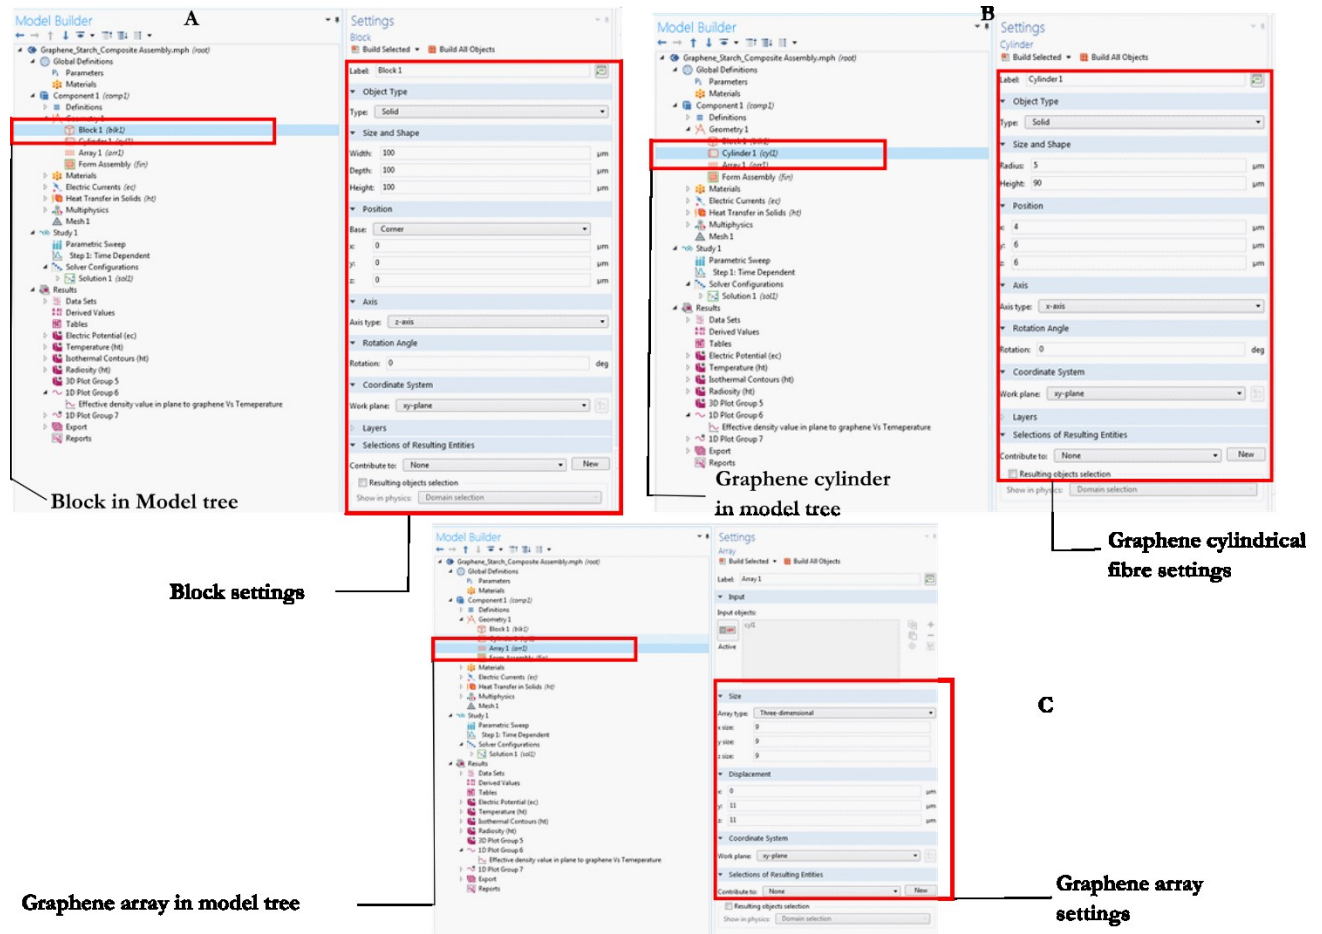 A
Model Builder
Graphene_Starch_Composite Assembly.mph (root)
Global Definitions
Parameters
Materials
Component 1 (comp1)
Definitions
Geometry 1
Block 1 (blk1)
Cylinder 1 (cyl1)
Array 1 (arr1)
Form Assembly (fin)
Materials
Electric Currents (ec)
Heat Transfer in Solids (ht)
Multiphysics
Mesh 1
Study 1
Parametric Sweep
Step 1: Time Dependent
Solver Configurations
Solution 1 (sol1)
Results
Data Sets
Derived Values
Tables
Electric Potential (ec)
Temperature (ht)
Isothermal Contours (ht)
Radiosity (ht)
3D Plot Group 5
1D Plot Group 6
Effective density value in plane to graphene Vs Temeperature
1D Plot Group 7
Export
Reports
Block in Model tree
Settings
Block
Build Selected Build All Objects
Label: Block 1
Object Type
Type: Solid
Size and Shape
Width: 100 µm
Depth: 100 µm
Height: 100 µm
Position
Base: Corner
x: 0 µm
y: 0 µm
z: 0 µm
Axis
Axis type: z-axis
Rotation Angle
Rotation: 0 deg
Coordinate System
Work plane: xy-plane
Layers
Selections of Resulting Entities
Contribute to: None New
Resulting objects selection
Show in physics: Domain selection
Block settings
B
Model Builder
Graphene_Starch_Composite Assembly.mph (root)
Global Definitions
Parameters
Materials
Component 1 (comp1)
Definitions
Geometry 1
Block 1 (blk1)
Cylinder 1 (cyl1)
Array 1 (arr1)
Form Assembly (fin)
Materials
Electric Currents (ec)
Heat Transfer in Solids (ht)
Multiphysics
Mesh 1
Study 1
Parametric Sweep
Step 1: Time Dependent
Solver Configurations
Solution 1 (sol1)
Results
Data Sets
Derived Values
Tables
Electric Potential (ec)
Temperature (ht)
Isothermal Contours (ht)
Radiosity (ht)
3D Plot Group 5
1D Plot Group 6
Effective density value in plane to graphene Vs Temeperature
1D Plot Group 7
Export
Reports
Graphene cylinder
in model tree
Settings
Cylinder
Build Selected Build All Objects
Label: Cylinder 1
Object Type
Type: Solid
Size and Shape
Radius: 5 µm
Height: 90 µm
Position
x: 4 µm
y: 6 µm
z: 6 µm
Axis
Axis type: x-axis
Rotation Angle
Rotation: 0 deg
Coordinate System
Work plane: xy-plane
Layers
Selections of Resulting Entities
Contribute to: None New
Resulting objects selection
Show in physics: Domain selection
Graphene cylindrical
fibre settings
Model Builder
Graphene_Starch_Composite Assembly.mph (root)
Global Definitions
Parameters
Materials
Component 1 (comp1)
Definitions
Geometry 1
Block 1 (blk1)
Cylinder 1 (cyl1)
Array 1 (arr1)
Form Assembly (fin)
Materials
Electric Currents (ec)
Heat Transfer in Solids (ht)
Multiphysics
Mesh 1
Study 1
Parametric Sweep
Step 1: Time Dependent
Solver Configurations
Solution 1 (sol1)
Results
Data Sets
Derived Values
Tables
Electric Potential (ec)
Temperature (ht)
Isothermal Contours (ht)
Radiosity (ht)
3D Plot Group 5
1D Plot Group 6
Effective density value in plane to graphene Vs Temeperature
1D Plot Group 7
Export
Reports
Graphene array in model tree
Settings
Array
Build Selected Build All Objects
Label: Array 1
Input
Input objects:
cyl1
Active
Size
Array type: Three-dimensional
x size: 9
y size: 9
z size: 9
Displacement
x: 0 µm
y: 11 µm
z: 11 µm
Coordinate System
Work plane: xy-plane
Selections of Resulting Entities
Contribute to: None New
Resulting objects selection
Show in physics: Domain selection
C
Graphene array
settings